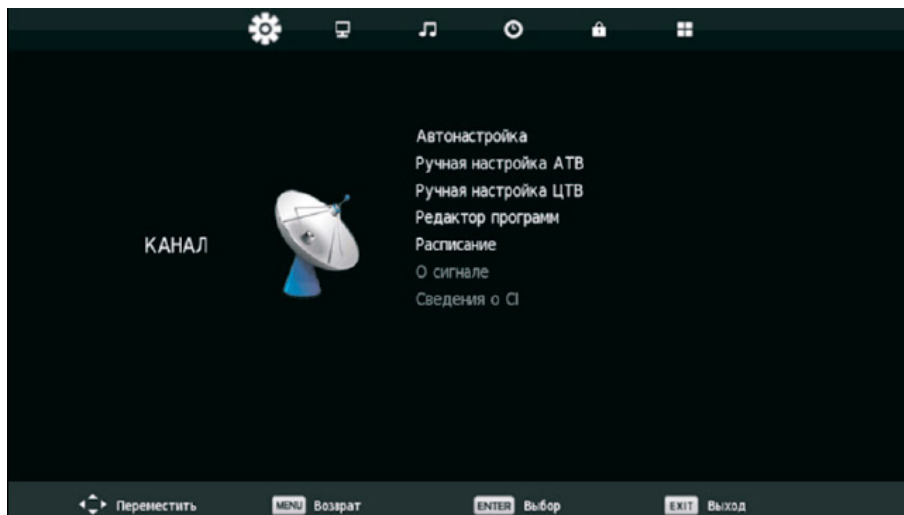 Автонастройка
Ручная настройка АТВ
Ручная настройка ЦТВ
Редактор программ
КАНАЛ
Расписание
О сигнале
Сведения о CI
Переместить MENU Возврат ENTER Выбор EXIT Выход